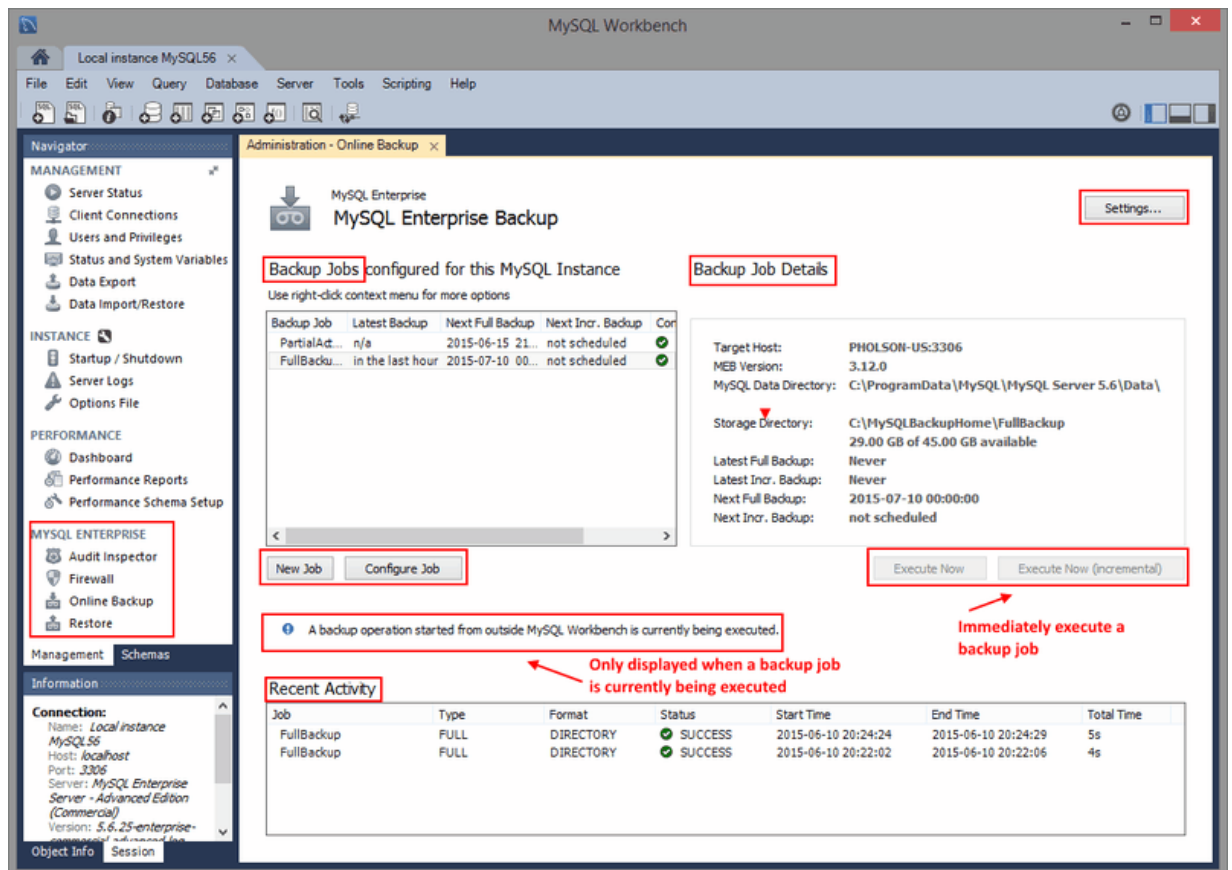 MySQL Workbench
Local instance MySQL56
File Edit View Query Database Server Tools Scripting Help
Navigator
MANAGEMENT
Server Status
Client Connections
Users and Privileges
Status and System Variables
Data Export
Data Import/Restore
INSTANCE
Startup / Shutdown
Server Logs
Options File
PERFORMANCE
Dashboard
Performance Reports
Performance Schema Setup
MYSQL ENTERPRISE
Audit Inspector
Firewall
Online Backup
Restore
Management Schemas
Information
Connection:
Name: Local instance
MySQL56
Host: localhost
Port: 3306
Server: MySQL Enterprise
Server - Advanced Edition
(Commercial)
Version: 5.6.25-enterprise-
commercial-advanced-log
Object Info Session
Administration - Online Backup
MySQL Enterprise
MySQL Enterprise Backup
Settings...
Backup Jobs configured for this MySQL Instance
Use right-click context menu for more options
Backup Job Latest Backup Next Full Backup Next Incr. Backup Con
PartialAct... n/a 2015-06-15 21... not scheduled
FullBacku... in the last hour 2015-07-10 00... not scheduled
New Job Configure Job
Backup Job Details
Target Host: PHOLSON-US:3306
MEB Version: 3.12.0
MySQL Data Directory: C:\ProgramData\MySQL\MySQL Server 5.6\Data\
Storage Directory: C:\MySQLBackupHome\FullBackup
29.00 GB of 45.00 GB available
Latest Full Backup: Never
Latest Incr. Backup: Never
Next Full Backup: 2015-07-10 00:00:00
Next Incr. Backup: not scheduled
Execute Now Execute Now (incremental)
Immediately execute a
backup job
A backup operation started from outside MySQL Workbench is currently being executed.
Only displayed when a backup job
is currently being executed
Recent Activity
Job Type Format Status Start Time End Time Total Time
FullBackup FULL DIRECTORY SUCCESS 2015-06-10 20:24:24 2015-06-10 20:24:29 5s
FullBackup FULL DIRECTORY SUCCESS 2015-06-10 20:22:02 2015-06-10 20:22:06 4s